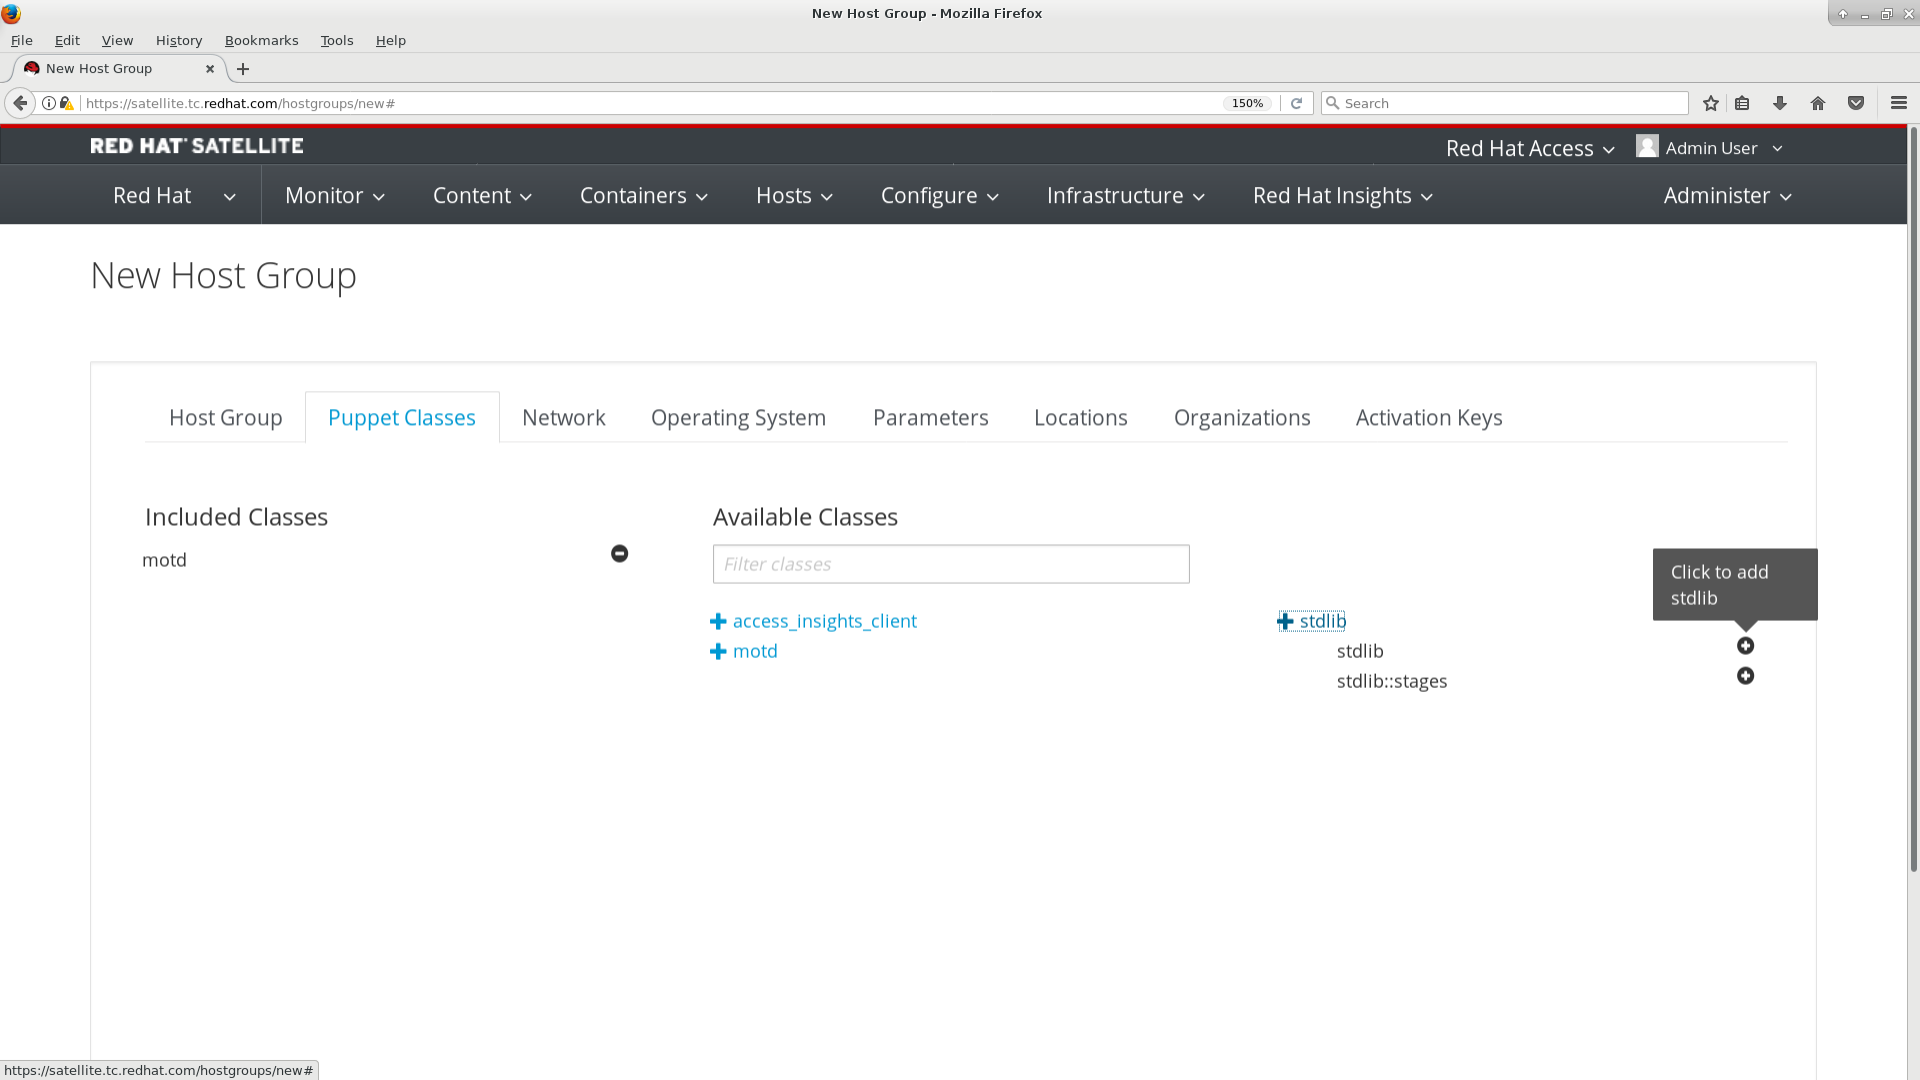 New Host Group - Mozilla Firefox
File Edit View History Bookmarks Tools Help
New Host Group
https://satellite.tc.redhat.com/hostgroups/new#
150%
Search
RED HAT SATELLITE
Red Hat Access
Admin User
Red Hat Monitor Content Containers Hosts Configure Infrastructure Red Hat Insights Administer
New Host Group
Host Group Puppet Classes Network Operating System Parameters Locations Organizations Activation Keys
Included Classes
motd
Available Classes
Filter classes
access_insights_client
motd
stdlib
stdlib
stdlib::stages
Click to add
stdlib
https://satellite.tc.redhat.com/hostgroups/new#